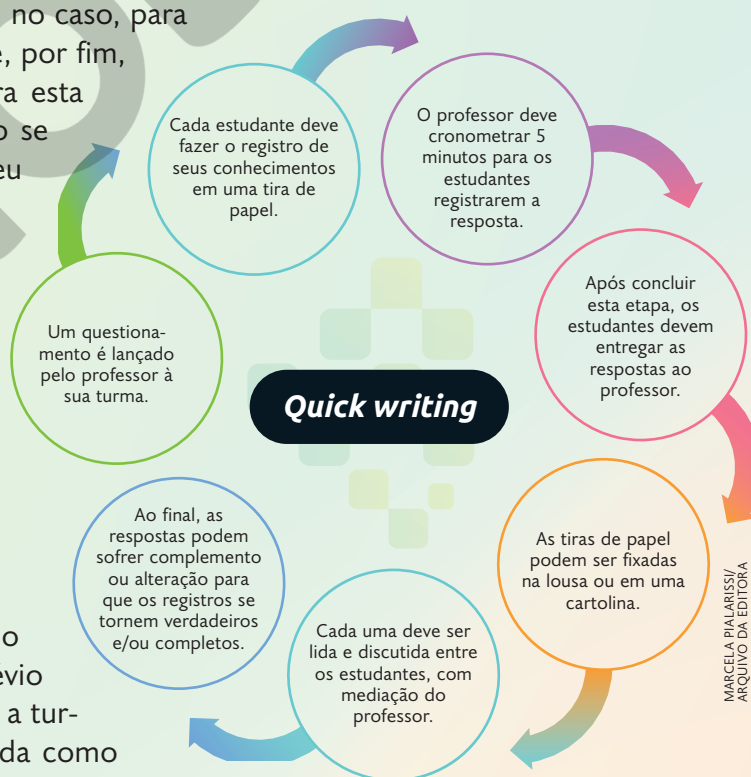 no caso, para
e, por fim,
ra esta
o se
eu
Um questiona-
mento é lançado
pelo professor à
sua turma.
Cada estudante deve
fazer o registro de
seus conhecimentos
em uma tira de
papel.
O professor deve
cronometrar 5
minutos para os
estudantes
registrarem a
resposta.
Após concluir
esta etapa, os
estudantes devem
entregar as
respostas ao
professor.
As tiras de papel
podem ser fixadas
na lousa ou em uma
cartolina.
Cada uma deve ser
lida e discutida entre
os estudantes, com
mediação do
professor.
Ao final, as
respostas podem
sofrer complemento
ou alteração para
que os registros se
tornem verdadeiros
e/ou completos.
Quick writing
MARCELA PIALARISSI/
ARQUIVO DA EDITORA
o
évio
a tur-
da como